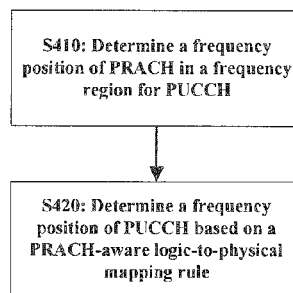 S410: Determine a frequency
position of PRACH in a frequency
region for PUCCH
S420: Determine a frequency
position of PUCCH based on a
PRACH-aware logic-to-physical
mapping rule